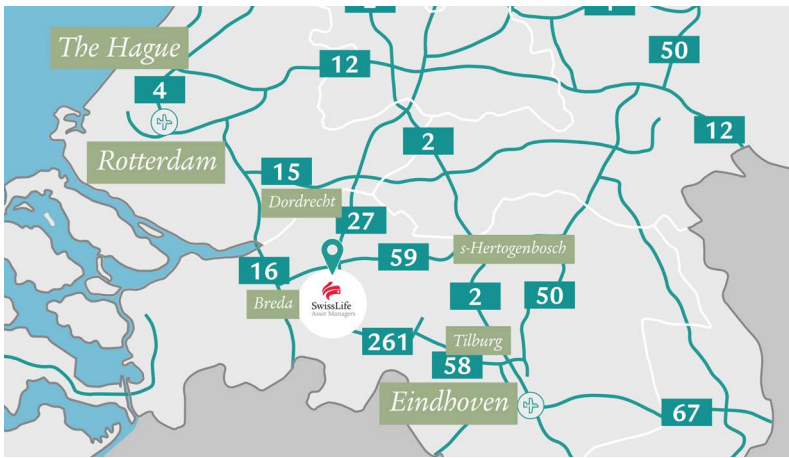 The Hague
50
12
4
12
2
Rotterdam
15
Dordrecht
27
s-Hertogenbosch
59
16
2
50
Breda
SwissLife
Asset Managers
261
Tilburg
58
Eindhoven
67